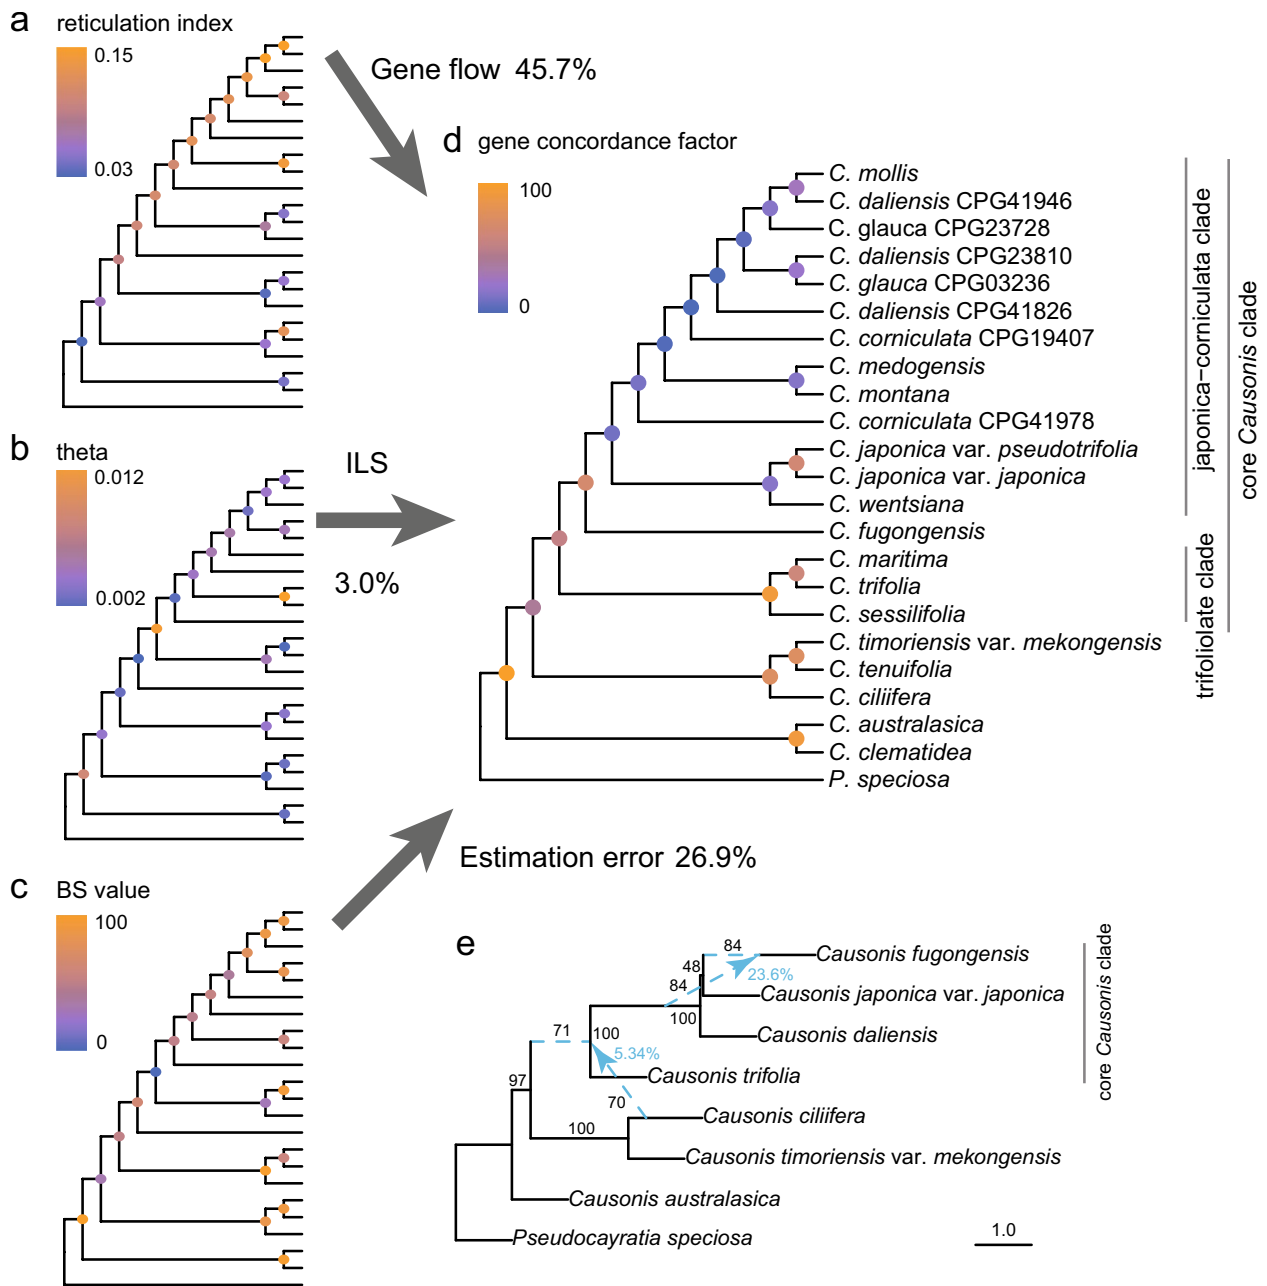 a
reticulation index
0.15
0.03
Gene flow 45.7%
b
theta
0.012
0.002
ILS
3.0%
c
BS value
100
0
Estimation error 26.9%
d
gene concordance factor
100
0
C. mollis
C. daliensis CPG41946
C. glauca CPG23728
C. daliensis CPG23810
C. glauca CPG03236
C. daliensis CPG41826
C. corniculata CPG19407
C. medogensis
C. montana
C. corniculata CPG41978
C. japonica var. pseudotrifolia
C. japonica var. japonica
C. wentsiana
C. fugongensis
C. maritima
C. trifolia
C. sessilifolia
C. timoriensis var. mekongensis
C. tenuifolia
C. ciliifera
C. australasica
C. clematidea
P. speciosa
japonica−corniculata clade
trifoliolate clade
core Causonis clade
e
84
Causonis fugongensis
48
23.6%
84
Causonis japonica var. japonica
100
Causonis daliensis
71
100
5.34%
Causonis trifolia
97
70
Causonis ciliifera
100
Causonis timoriensis var. mekongensis
Causonis australasica
Pseudocayratia speciosa
1.0
core Causonis clade